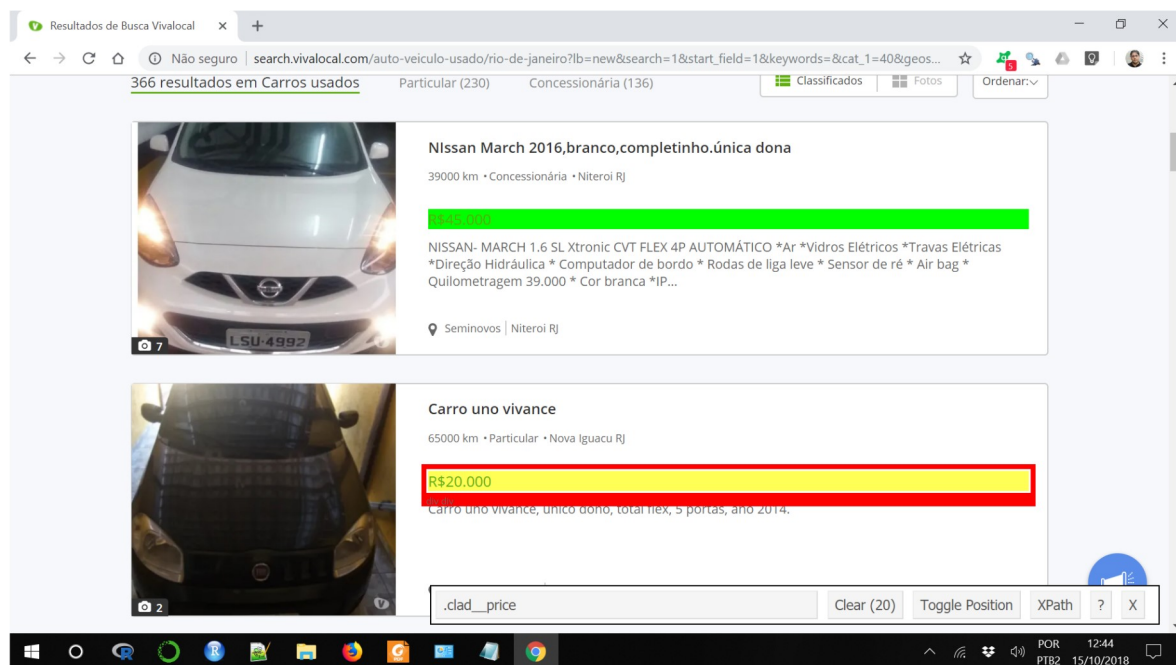 Resultados de Busca Vivalocal
Não seguro | search.vivalocal.com/auto-veiculo-usado/rio-de-janeiro?lb=new&search=1&start_field=1&keywords=&cat_1=40&geos...
5
366 resultados em Carros usados
Particular (230)
Concessionária (136)
Classificados
Fotos
Ordenar:
NIssan March 2016,branco,completinho.única dona
39000 km • Concessionária • Niteroi RJ
R$45.000
NISSAN- MARCH 1.6 SL Xtronic CVT FLEX 4P AUTOMÁTICO *Ar *Vidros Elétricos *Travas Elétricas
*Direção Hidráulica * Computador de bordo * Rodas de liga leve * Sensor de ré * Air bag *
Quilometragem 39.000 * Cor branca *IP...
Seminovos | Niteroi RJ
LSU-4992
7
Carro uno vivance
65000 km • Particular • Nova Iguacu RJ
R$20.000
Carro uno vivance, único dono, total flex, 5 portas, ano 2014.
2
.clad__price
Clear (20)
Toggle Position
XPath
?
X
POR
PTB2
12:44
15/10/2018